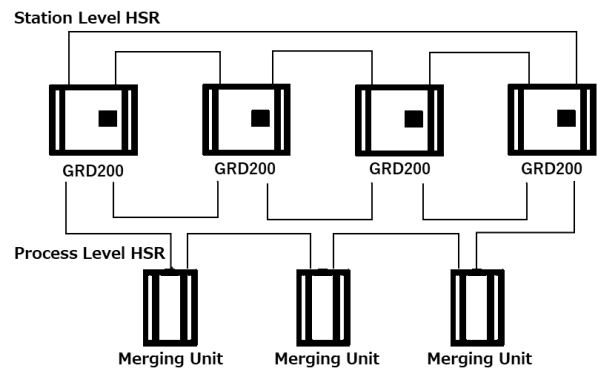 Station Level HSR
GRD200
GRD200
GRD200
GRD200
Process Level HSR
Merging Unit
Merging Unit
Merging Unit